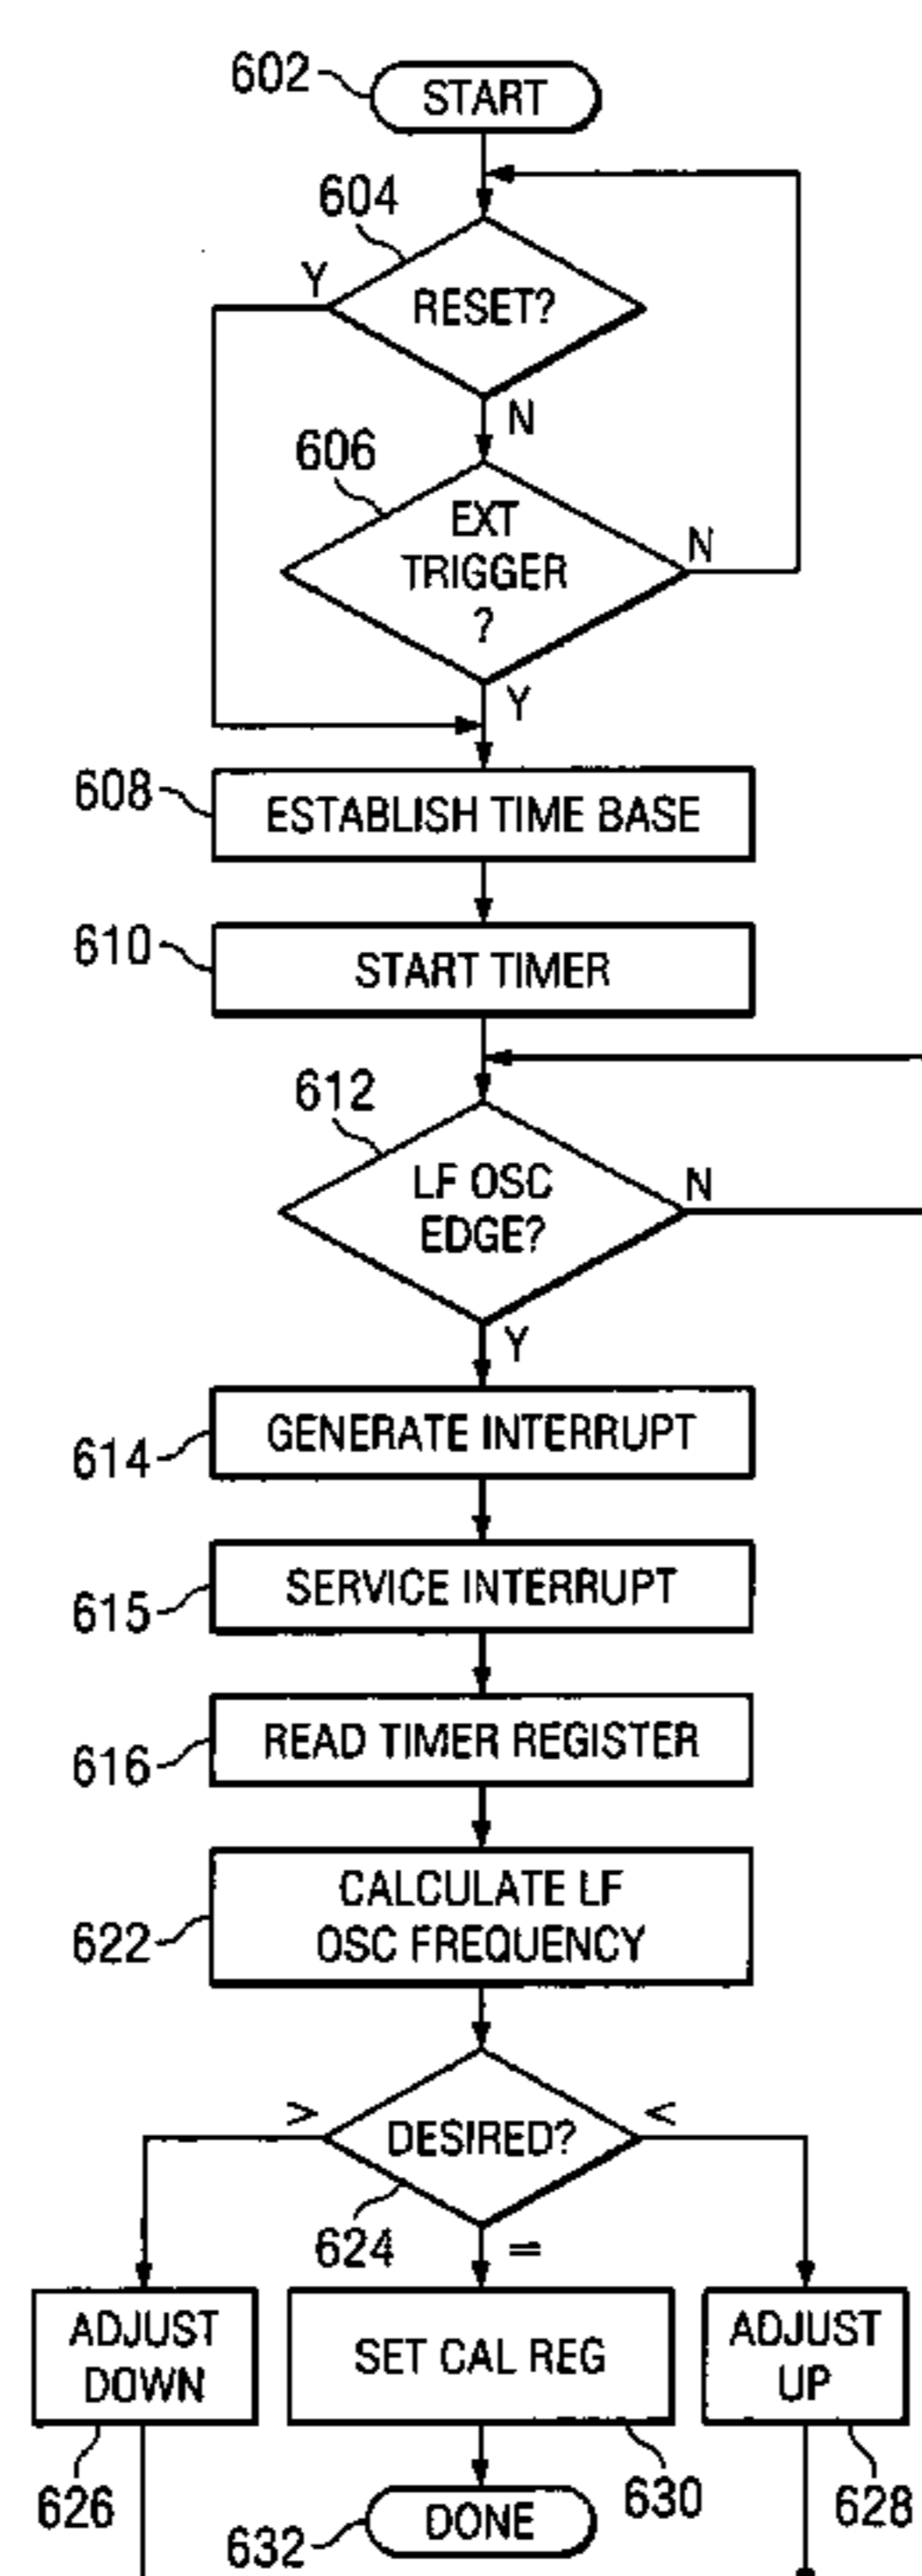 602
START
604
Y
RESET?
N
606
EXT
TRIGGER
?
N
Y
608
ESTABLISH TIME BASE
610
START TIMER
612
LF OSC
EDGE?
N
Y
614
GENERATE INTERRUPT
615
SERVICE INTERRUPT
616
READ TIMER REGISTER
622
CALCULATE LF
OSC FREQUENCY
>
DESIRED?
<
624
=
ADJUST
DOWN
SET CAL REG
ADJUST
UP
626
630
628
632
DONE